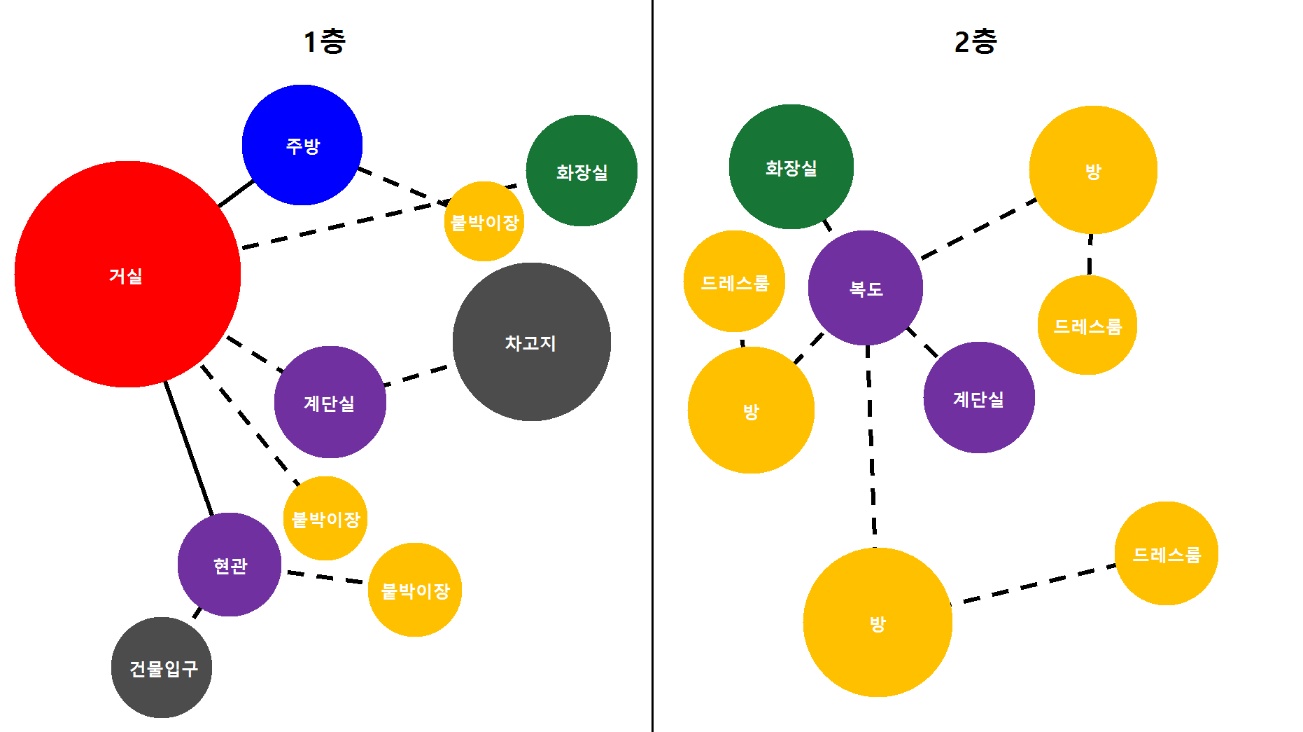 1층
주방
화장실
붙박이장
거실
차고지
계단실
붙박이장
현관
붙박이장
건물입구
2층
화장실
방
드레스룸
복도
드레스룸
계단실
방
드레스룸
방